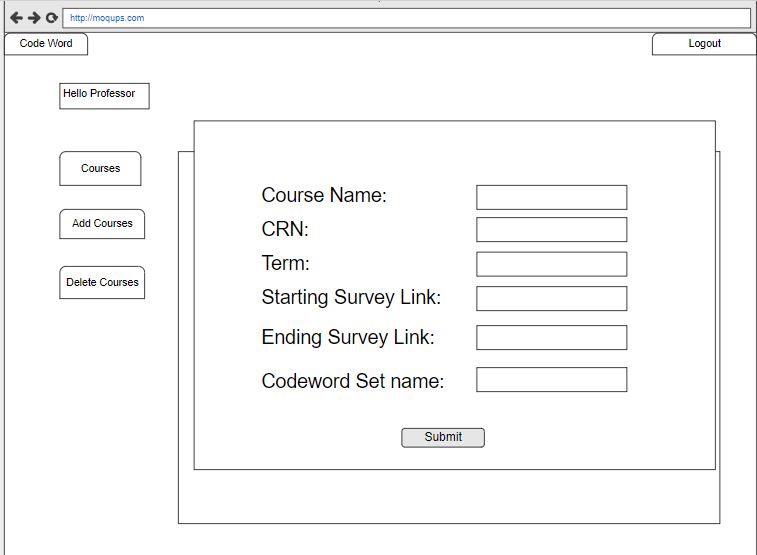 http://moqups.com
Code Word
Logout
Hello Professor
Courses
Add Courses
Delete Courses
Course Name:
CRN:
Term:
Starting Survey Link:
Ending Survey Link:
Codeword Set name:
Submit